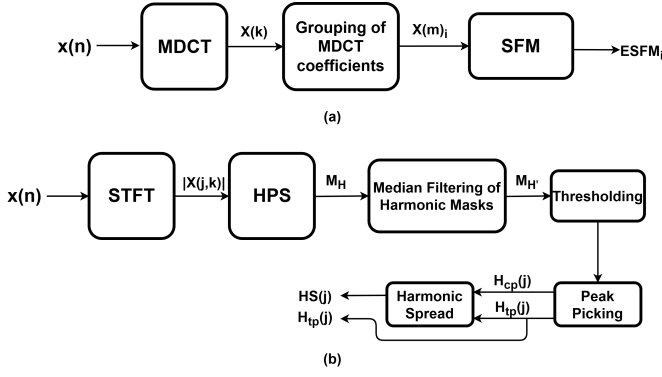 x(n) MDCT X(k) Grouping of MDCT coefficients X(m)i SFM ESFMi
(a)
x(n) STFT |X(j,k)| HPS MH Median Filtering of Harmonic Masks MH' Thresholding
HS(j) Harmonic Spread Hcp(j) Peak Picking
Htp(j) Htp(j)
(b)